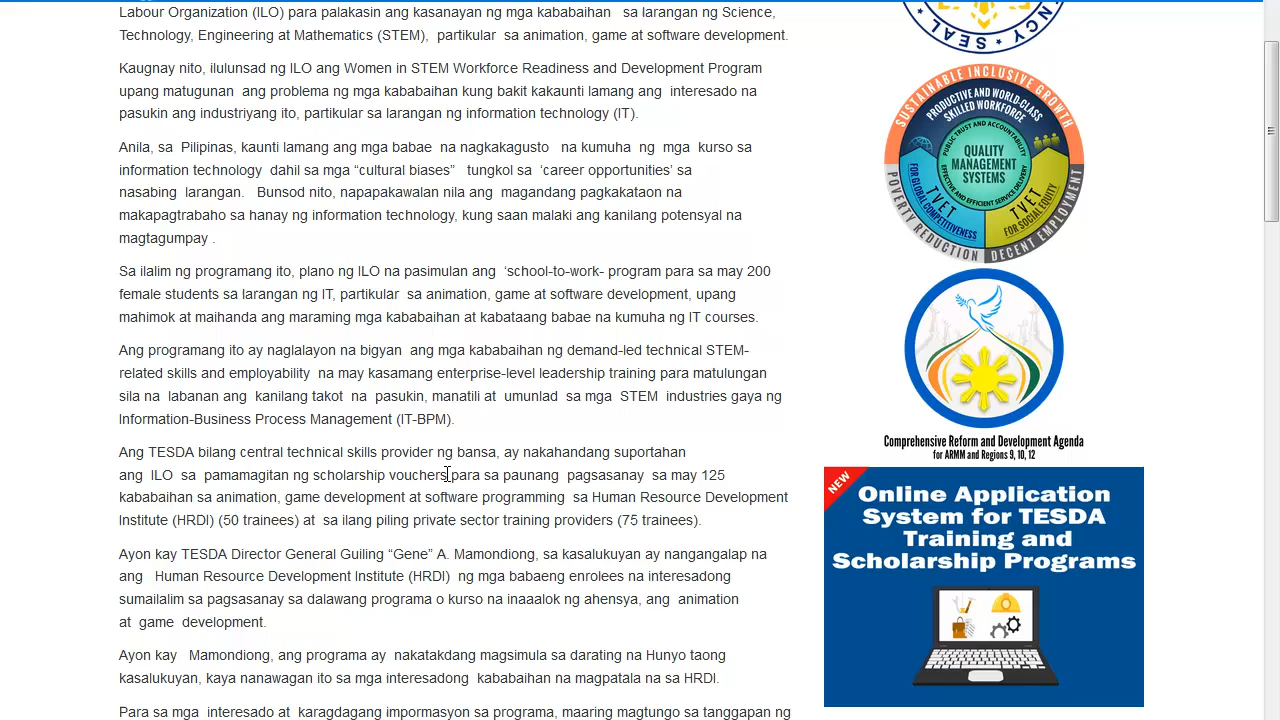 Labour Organization (ILO) para palakasin ang kasanayan ng mga kababaihan sa larangan ng Science,
Technology, Engineering at Mathematics (STEM), partikular sa animation, game at software development.
Kaugnay nito, ilulunsad ng ILO ang Women in STEM Workforce Readiness and Development Program
upang matugunan ang problema ng mga kababaihan kung bakit kakaunti lamang ang interesado na
pasukin ang industriyang ito, partikular sa larangan ng information technology (IT).
Anila, sa Pilipinas, kaunti lamang ang mga babae na nagkakagusto na kumuha ng mga kurso sa
information technology dahil sa mga “cultural biases” tungkol sa ‘career opportunities’ sa
nasabing larangan. Bunga nito, napapakawalan nila ang magandang pagkakataon na
makapagtrabaho sa hanay ng information technology, kung saan malaki ang kanilang potensyal na
magtagumpay .
Sa ilalim ng programang ito, plano ng ILO na pasimulan ang ‘school-to-work- program para sa may 200
female students sa larangan ng IT, partikular sa animation, game at software development, upang
mahimok at maihanda ang nraraming mga kababaihan at kabataang babae na kumuha ng IT courses.
Ang programang ito ay naglalayon na bigyan ang mga kababaihan ng demand-led technical STEM-
related skills and employability na may kasamang enterprise-level leadership training para matulungan
sila na labanan ang kanilang takot na pasukin, manatili at umunlad sa mga STEM industries gaya ng
Information-Business Process Management (IT-BPM).
Ang TESDA bilang central technical skills provider ng bansa, ay nakahandang suportahan
ang ILO sa pamamagitan ng scholarship vouchers para sa paunang pagsasanay sa may 125
kababaihan sa animation, game development at software programming sa Human Resource Development
Institute (HRDI) (50 trainees) at sa ilang piling private sector training providers (75 trainees).
Ayon kay TESDA Director General Guiling “Gene” A. Mamondiong, sa kasalukuyan ay nangangalap na
ang Human Resource Development Institute (HRDI) ng mga babaeng enrolees na interesadong
sumailalim sa pagsasanay sa dalawang programa o kurso na inaaalok ng ahensya, ang animation
at game development.
Ayon kay Mamondiong, ang programa ay nakatakdang magsimula sa darating na Hunyo taong
kasalukuyan, kaya hinihikayat niya
Para sa mga interesado at karagdagang impormasyon sa programa, maaring magtungo sa tanggapan ng
SEAL
SUSTAINABLE INCLUSIVE GROWTH
PRODUCTIVE AND WORLD-CLASS
SKILLED WORKFORCE
PUBLIC TRUST AND ACCOUNTABILITY
QUALITY
MANAGEMENT
SYSTEMS
EFFECTIVE AND EFFICIENT SERVICE DELIVERY
TVET
FOR GLOBAL COMPETITIVENESS
TVET
FOR SOCIAL EQUITY
POVERTY REDUCTION
DECENT EMPLOYMENT
Comprehensive Reform and Development Agenda
for ARMM and Regions 9, 10, 12
NEW
Online Application
System for TESDA
Training and
Scholarship Programs